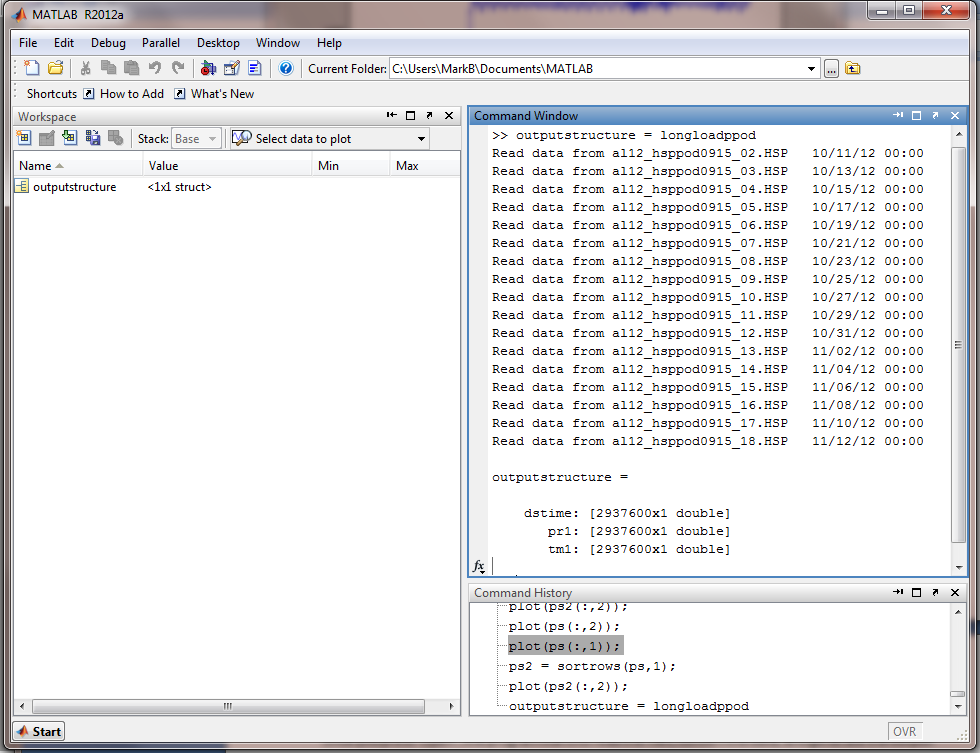 MATLAB R2012a
File Edit Debug Parallel Desktop Window Help
Current Folder: C:\Users\MarkB\Documents\MATLAB
Shortcuts How to Add What's New
Workspace
Stack: Base Select data to plot
Name Value Min Max
outputstructure <1x1 struct>
Command Window
>> outputstructure = longloadppod
Read data from al12_hsppod0915_02.HSP 10/11/12 00:00
Read data from al12_hsppod0915_03.HSP 10/13/12 00:00
Read data from al12_hsppod0915_04.HSP 10/15/12 00:00
Read data from al12_hsppod0915_05.HSP 10/17/12 00:00
Read data from al12_hsppod0915_06.HSP 10/19/12 00:00
Read data from al12_hsppod0915_07.HSP 10/21/12 00:00
Read data from al12_hsppod0915_08.HSP 10/23/12 00:00
Read data from al12_hsppod0915_09.HSP 10/25/12 00:00
Read data from al12_hsppod0915_10.HSP 10/27/12 00:00
Read data from al12_hsppod0915_11.HSP 10/29/12 00:00
Read data from al12_hsppod0915_12.HSP 10/31/12 00:00
Read data from al12_hsppod0915_13.HSP 11/02/12 00:00
Read data from al12_hsppod0915_14.HSP 11/04/12 00:00
Read data from al12_hsppod0915_15.HSP 11/06/12 00:00
Read data from al12_hsppod0915_16.HSP 11/08/12 00:00
Read data from al12_hsppod0915_17.HSP 11/10/12 00:00
Read data from al12_hsppod0915_18.HSP 11/12/12 00:00
outputstructure =
dstime: [2937600x1 double]
pr1: [2937600x1 double]
tm1: [2937600x1 double]
fx
Command History
plot(ps2(:,2));
plot(ps(:,2));
plot(ps(:,1));
ps2 = sortrows(ps,1);
plot(ps2(:,2));
outputstructure = longloadppod
Start
OVR